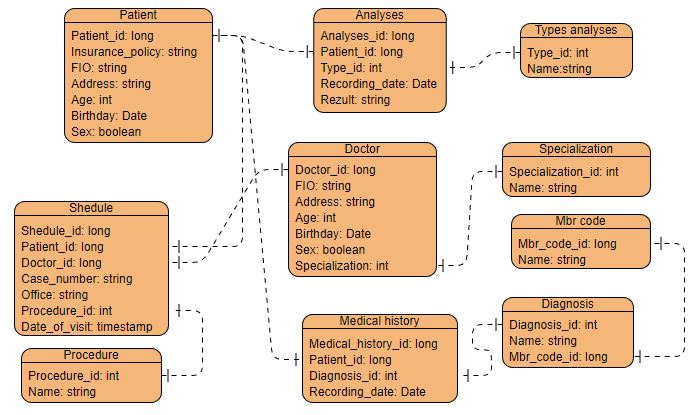 Patient
Patient_id: long
Insurance_policy: string
FIO: string
Address: string
Age: int
Birthday: Date
Sex: boolean
Analyses
Analyses_id: long
Patient_id: long
Type_id: int
Recording_date: Date
Rezult: string
Types analyses
Type_id: int
Name:string
Doctor
Doctor_id: long
FIO: string
Address: string
Age: int
Birthday: Date
Sex: boolean
Specialization: int
Specialization
Specialization_id: int
Name: string
Shedule
Shedule_id: long
Patient_id: long
Doctor_id: long
Case_number: string
Office: string
Procedure_id: int
Date_of_visit: timestamp
Mbr code
Mbr_code_id: long
Name: string
Medical history
Medical_history_id: long
Patient_id: long
Diagnosis_id: int
Recording_date: Date
Diagnosis
Diagnosis_id: int
Name: string
Mbr_code_id: long
Procedure
Procedure_id: int
Name: string